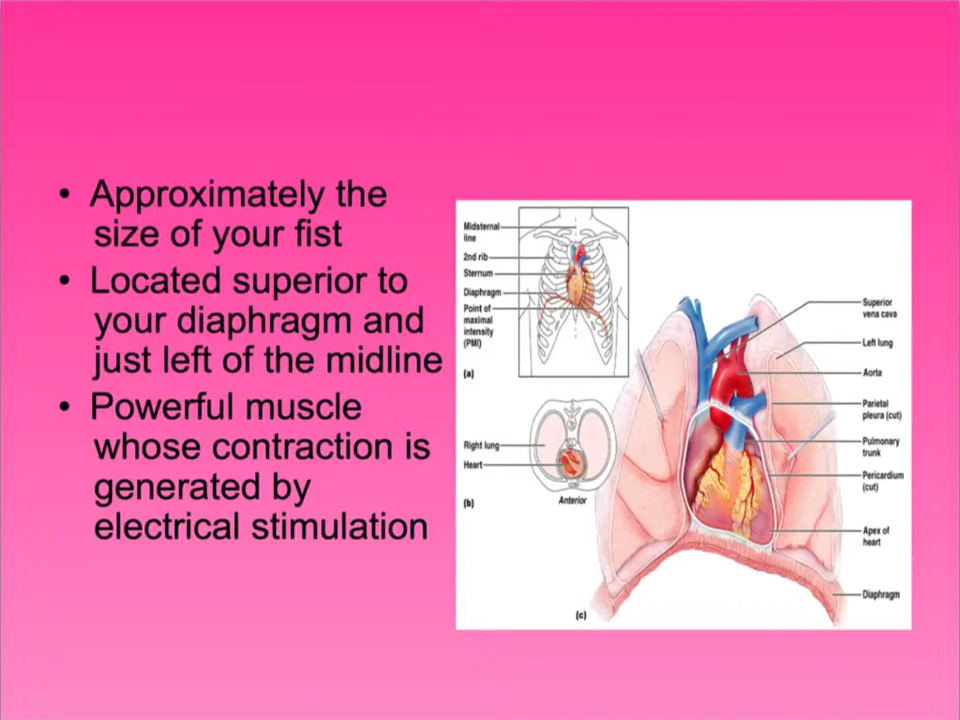 • Approximately the
size of your fist
• Located superior to
your diaphragm and
just left of the midline
• Powerful muscle
whose contraction is
generated by
electrical stimulation
Midsternal
line
2nd rib
Sternum
Diaphragm
Point of
maximal
intensity
(PMI)
(a)
Right lung
Heart
(b)
Anterior
Superior
vena cava
Left lung
Aorta
Parietal
pleura (cut)
Pulmonary
trunk
Pericardium
(cut)
Apex of
heart
Diaphragm
(c)